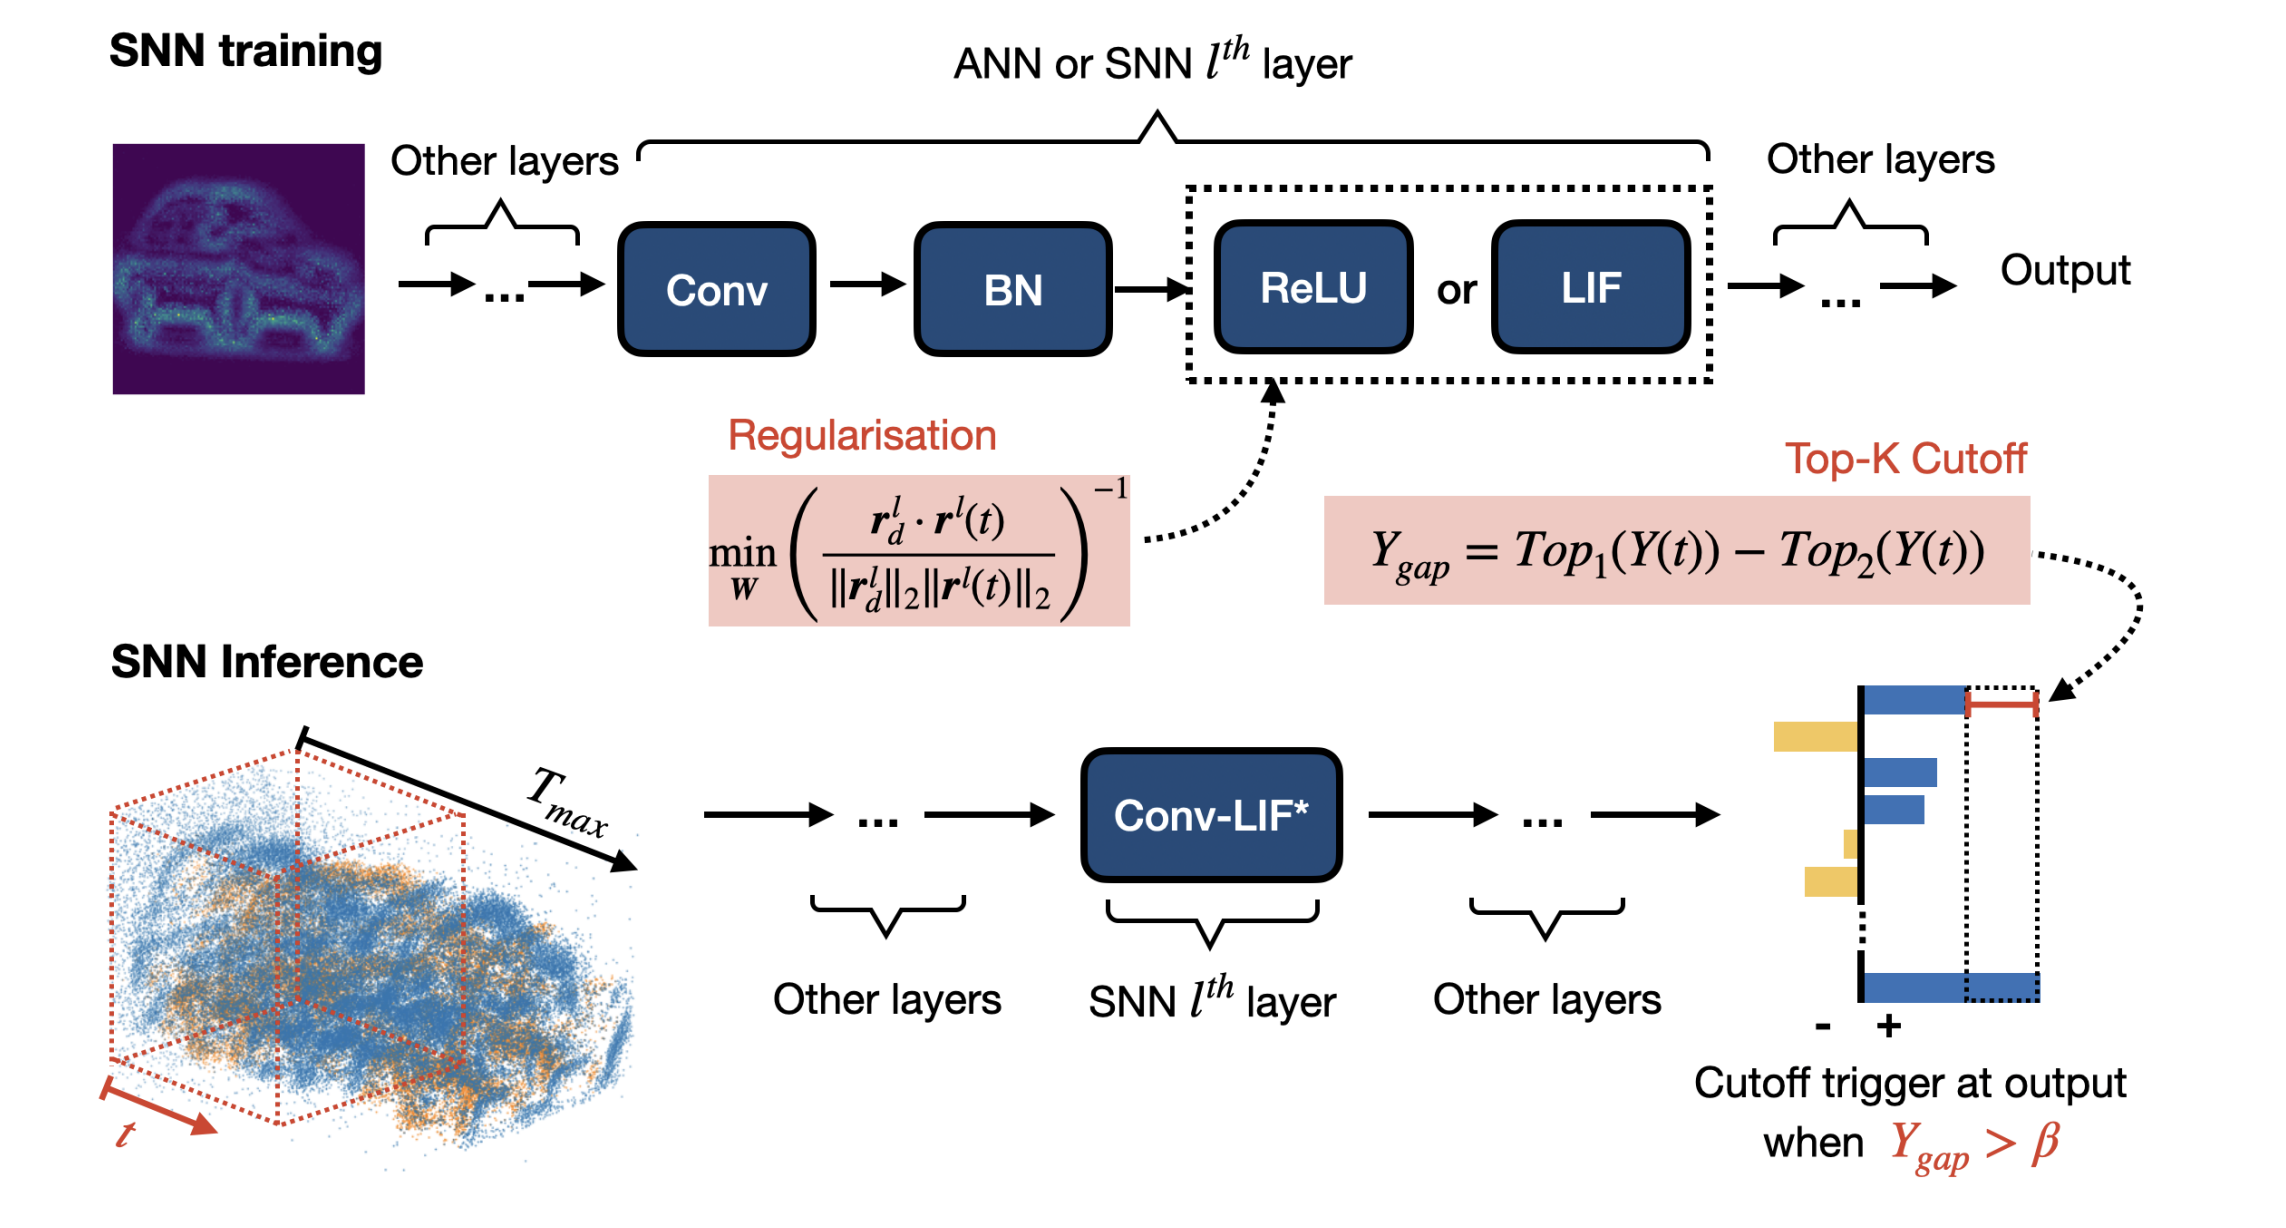 SNN training
ANN or SNN l^{th} layer
Other layers
Other layers
...
Conv
BN
ReLU
or
LIF
...
Output
Regularisation
\min_W \left( \frac{r_d^l \cdot r^l(t)}{\|r_d^l\|_2 \|r^l(t)\|_2} \right)^{-1}
Top-K Cutoff
Y_{gap} = Top_1(Y(t)) − Top_2(Y(t))
SNN Inference
T_{max}
...
Conv-LIF*
...
Other layers
SNN l^{th} layer
Other layers
- +
t
Cutoff trigger at output
when Y_{gap} > β